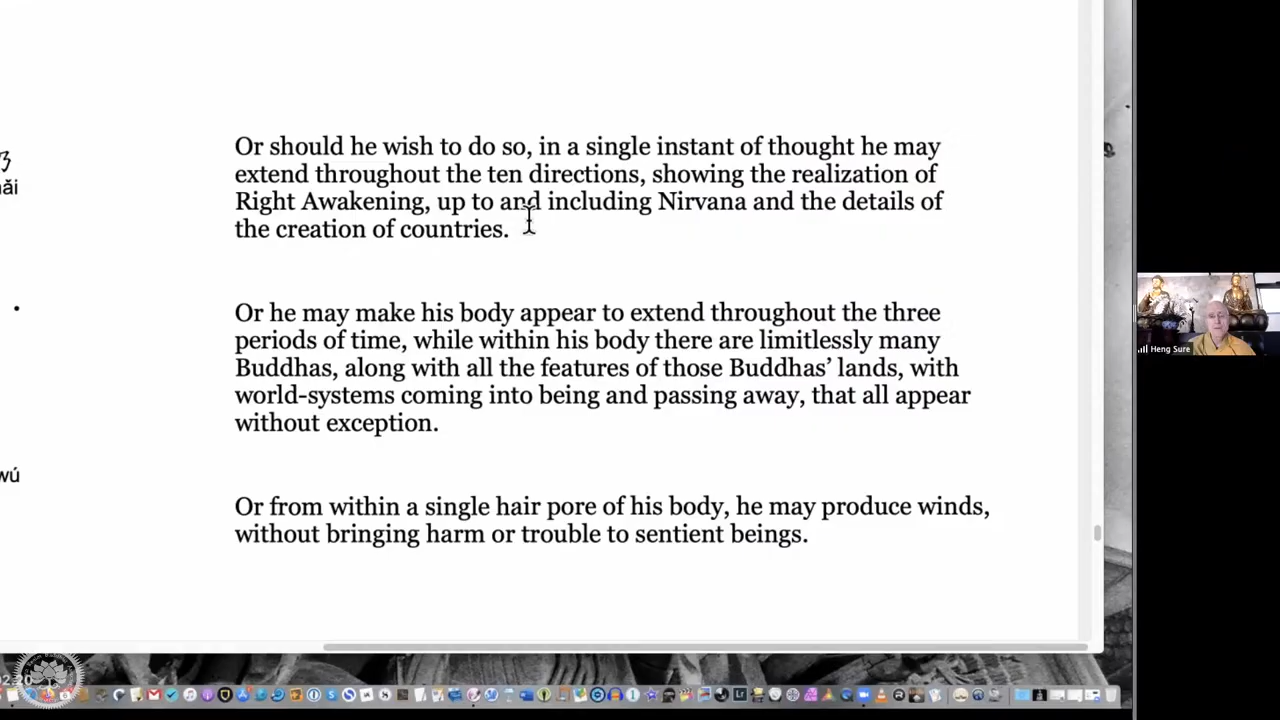 Or should he wish to do so, in a single instant of thought he may
extend throughout the ten directions, showing the realization of
Right Awakening, up to and including Nirvana and the details of
the creation of countries.
Or he may make his body appear to extend throughout the three
periods of time, while within his body there are limitlessly many
Buddhas, along with all the features of those Buddhas’ lands, with
world-systems coming into being and passing away, that all appear
without exception.
wú
Or from within a single hair pore of his body, he may produce winds,
without bringing harm or trouble to sentient beings.
Heng Sure